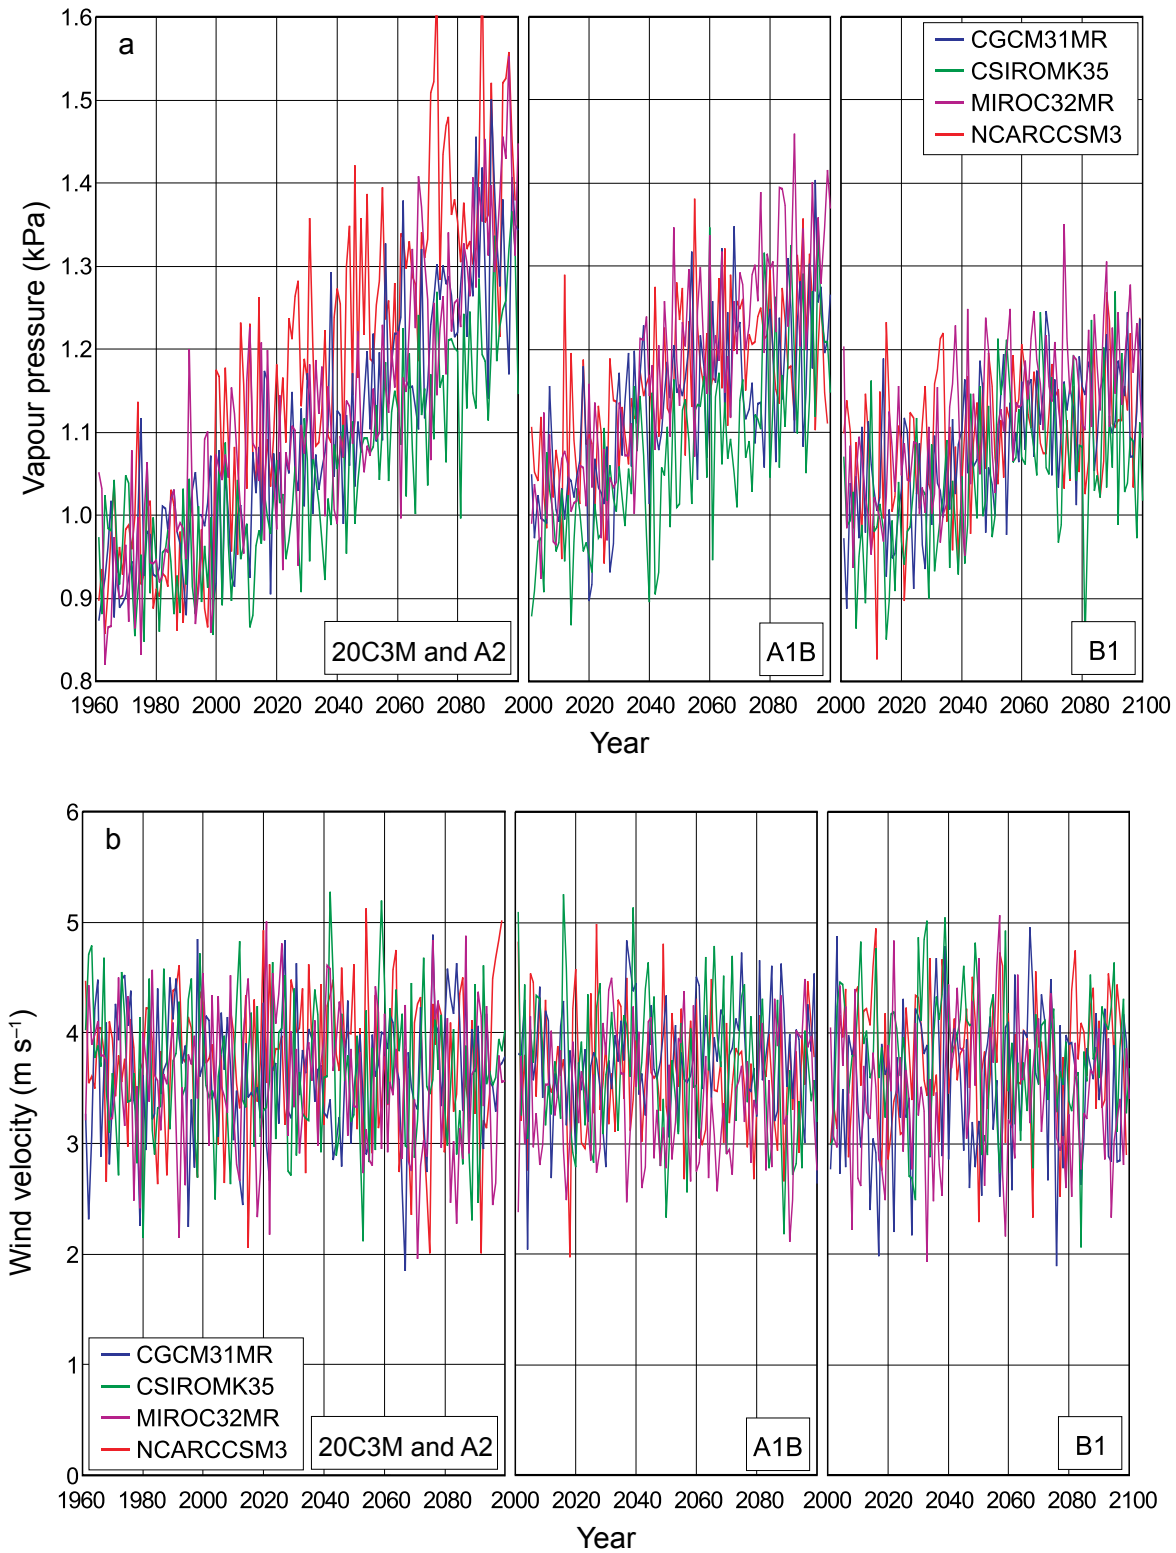 a
1.6
1.5
1.4
1.3
1.2
1.1
1.0
0.9
0.8
Vapour pressure (kPa)
CGCM31MR
CSIROMK35
MIROC32MR
NCARCCSM3
20C3M and A2
A1B
B1
1960 1980 2000 2020 2040 2060 2080 2000 2020 2040 2060 2080 2000 2020 2040 2060 2080 2100
Year
b
6
5
4
3
2
1
0
Wind velocity (m s⁻¹)
CGCM31MR
CSIROMK35
MIROC32MR
NCARCCSM3
20C3M and A2
A1B
B1
1960 1980 2000 2020 2040 2060 2080 2000 2020 2040 2060 2080 2000 2020 2040 2060 2080 2100
Year